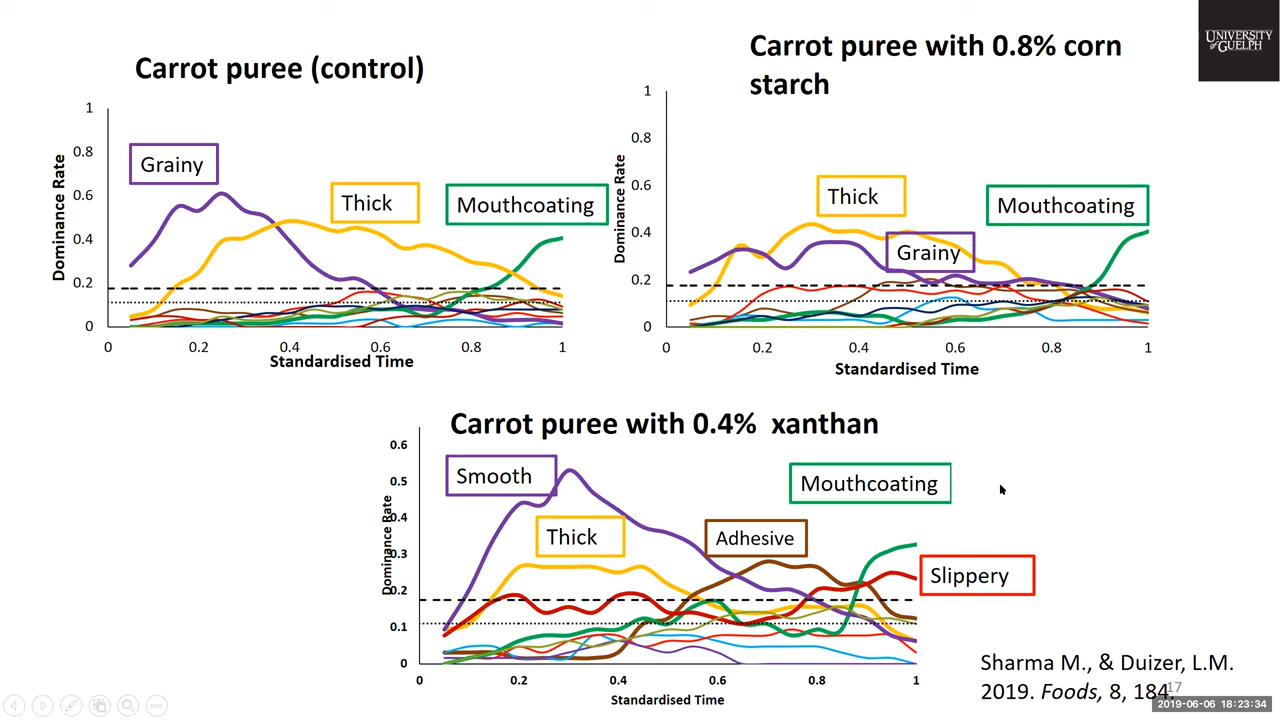 UNIVERSITY
of GUELPH
Carrot puree (control)
1
0.8
0.6
0.4
0.2
0
Dominance Rate
Grainy
Thick
Mouthcoating
0
0.2
0.4
0.6
0.8
1
Standardised Time
Carrot puree with 0.8% corn
starch
1
0.8
0.6
0.4
0.2
0
Dominance Rate
Thick
Mouthcoating
Grainy
0
0.2
0.4
0.6
0.8
1
Standardised Time
Carrot puree with 0.4% xanthan
0.6
0.5
0.4
0.3
0.2
0.1
0
Dominance Rate
Smooth
Mouthcoating
Thick
Adhesive
Slippery
0
0.2
0.4
0.6
0.8
1
Standardised Time
Sharma M., & Duizer, L.M.
2019. Foods, 8, 184.
17
2019-06-06 18:23:34